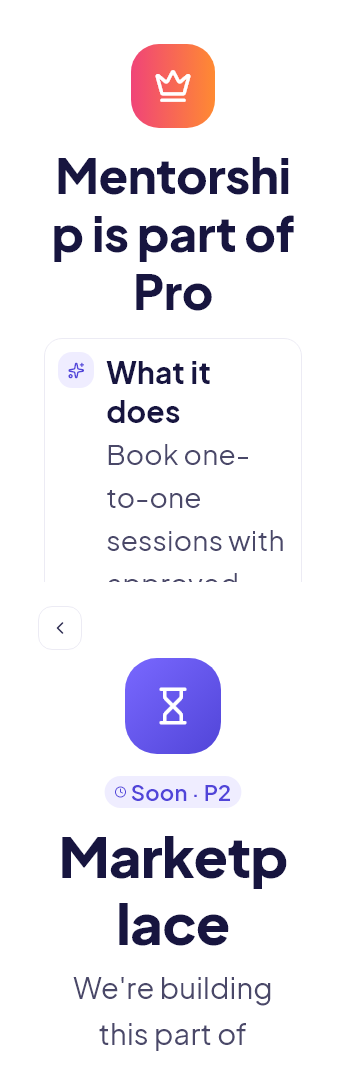 Mentorshi
p is part of
Pro
What it
does
Book one-
to-one
sessions with
approved
Soon · P2
Marketp
lace
We're building
this part of